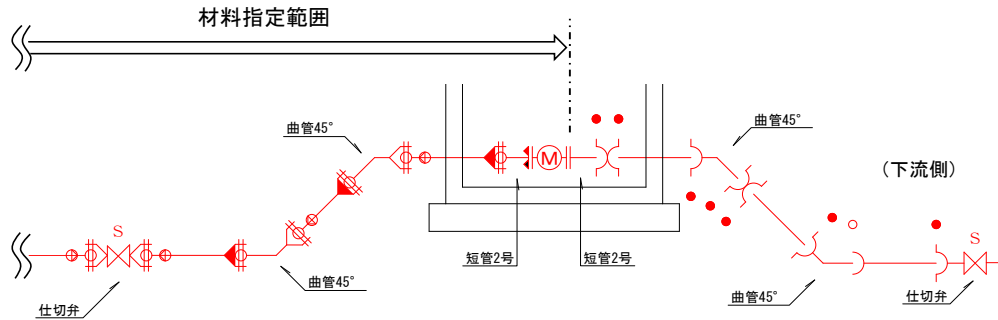 材料指定範囲
曲管45°
曲管45°
(下流側)
M
S
S
短管2号
短管2号
曲管45°
曲管45°
仕切弁
仕切弁